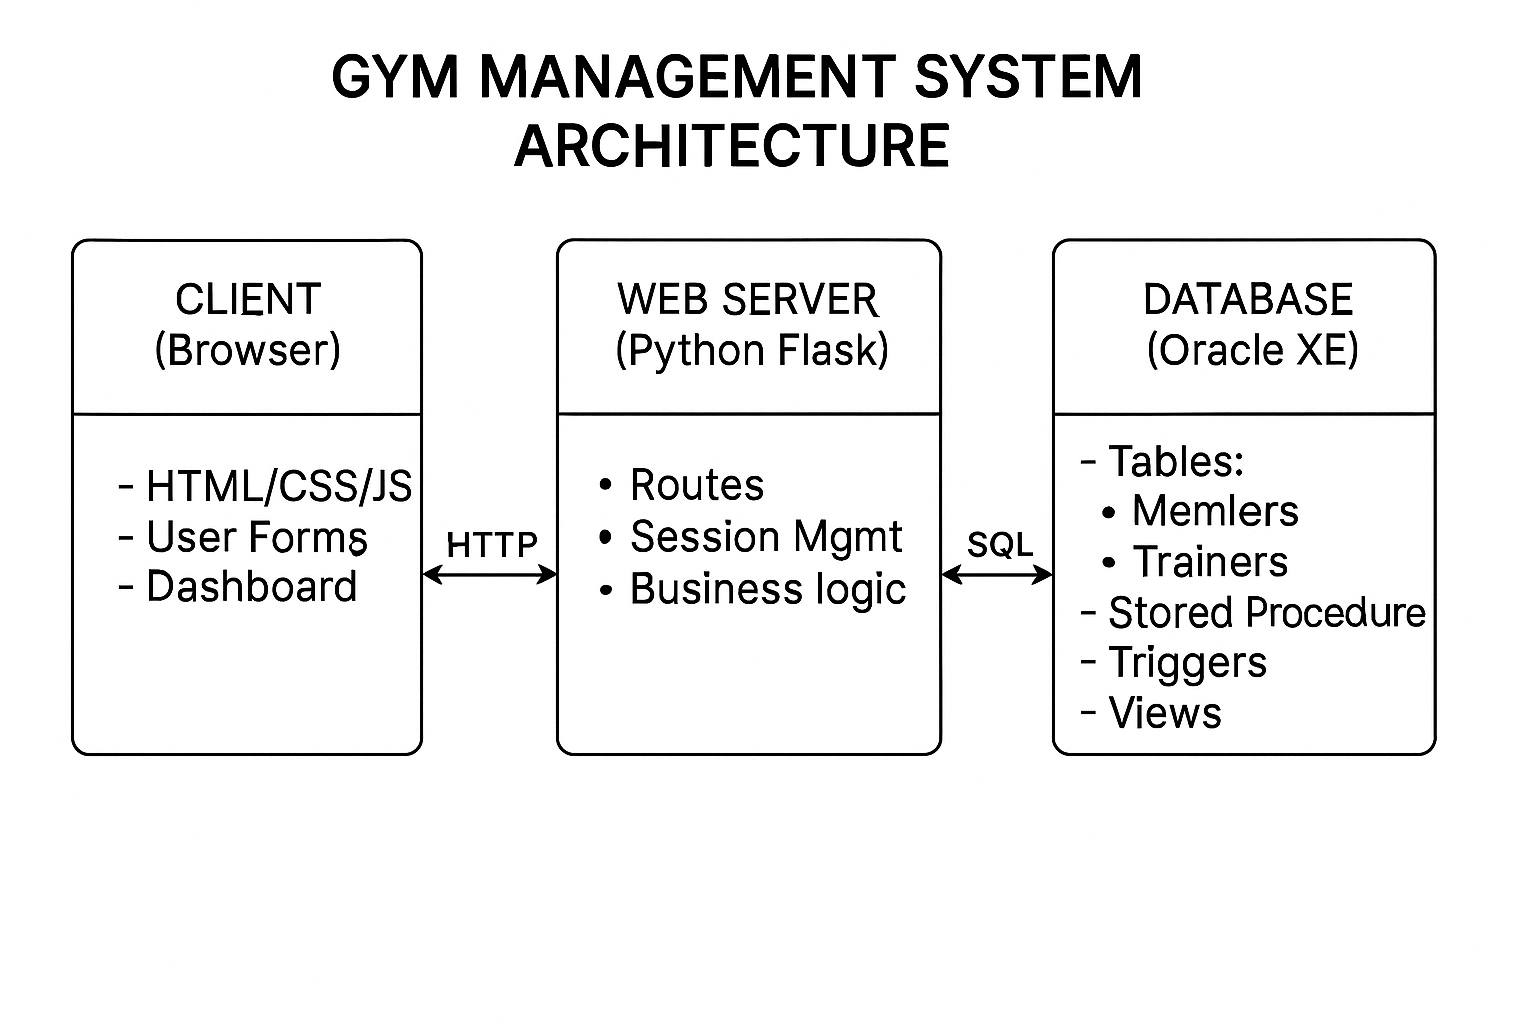 GYM MANAGEMENT SYSTEM
ARCHITECTURE
CLIENT
(Browser)
- HTML/CSS/JS
- User Forms
- Dashboard
HTTP
WEB SERVER
(Python Flask)
• Routes
• Session Mgmt
• Business logic
SQL
DATABASE
(Oracle XE)
- Tables:
• Memlers
• Trainers
- Stored Procedure
- Triggers
- Views